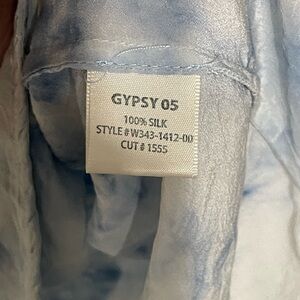 GYPSY 05
100% SILK
STYLE # W343-1412-00
CUT # 1555